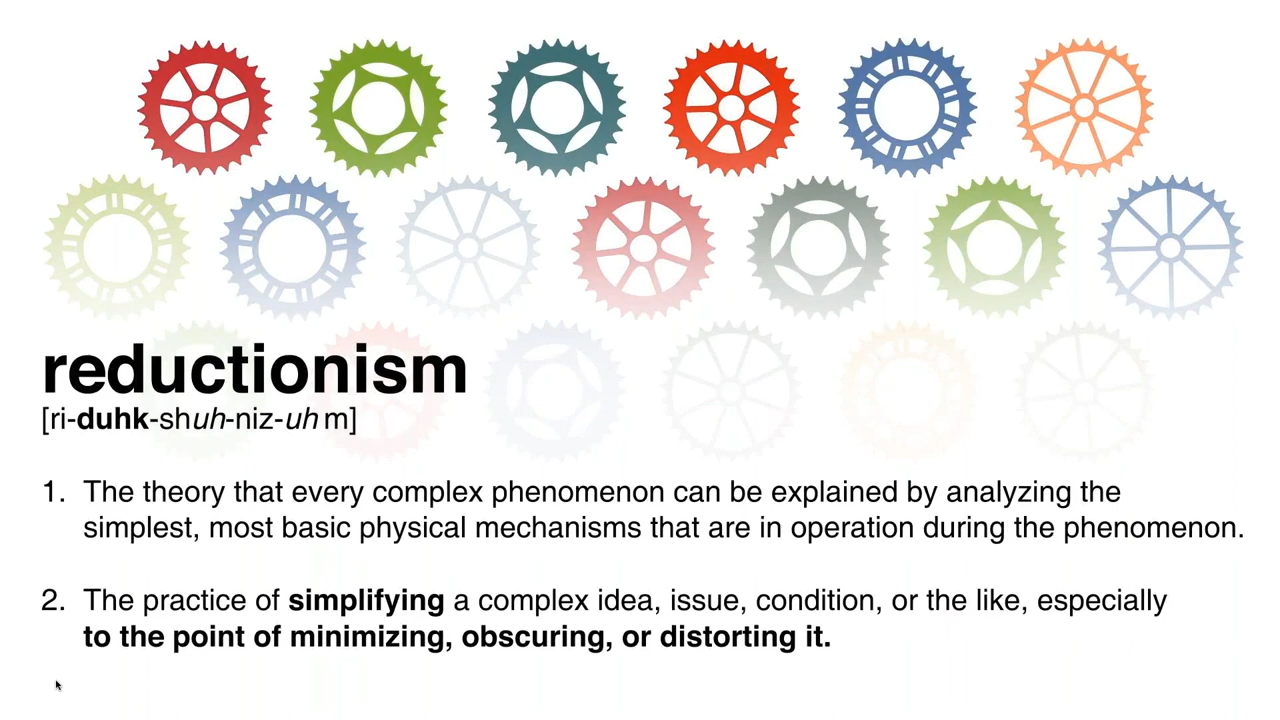 reductionism
[ri-duhk-shuh-niz-uh m]
1. The theory that every complex phenomenon can be explained by analyzing the
simplest, most basic physical mechanisms that are in operation during the phenomenon.
2. The practice of simplifying a complex idea, issue, condition, or the like, especially
to the point of minimizing, obscuring, or distorting it.